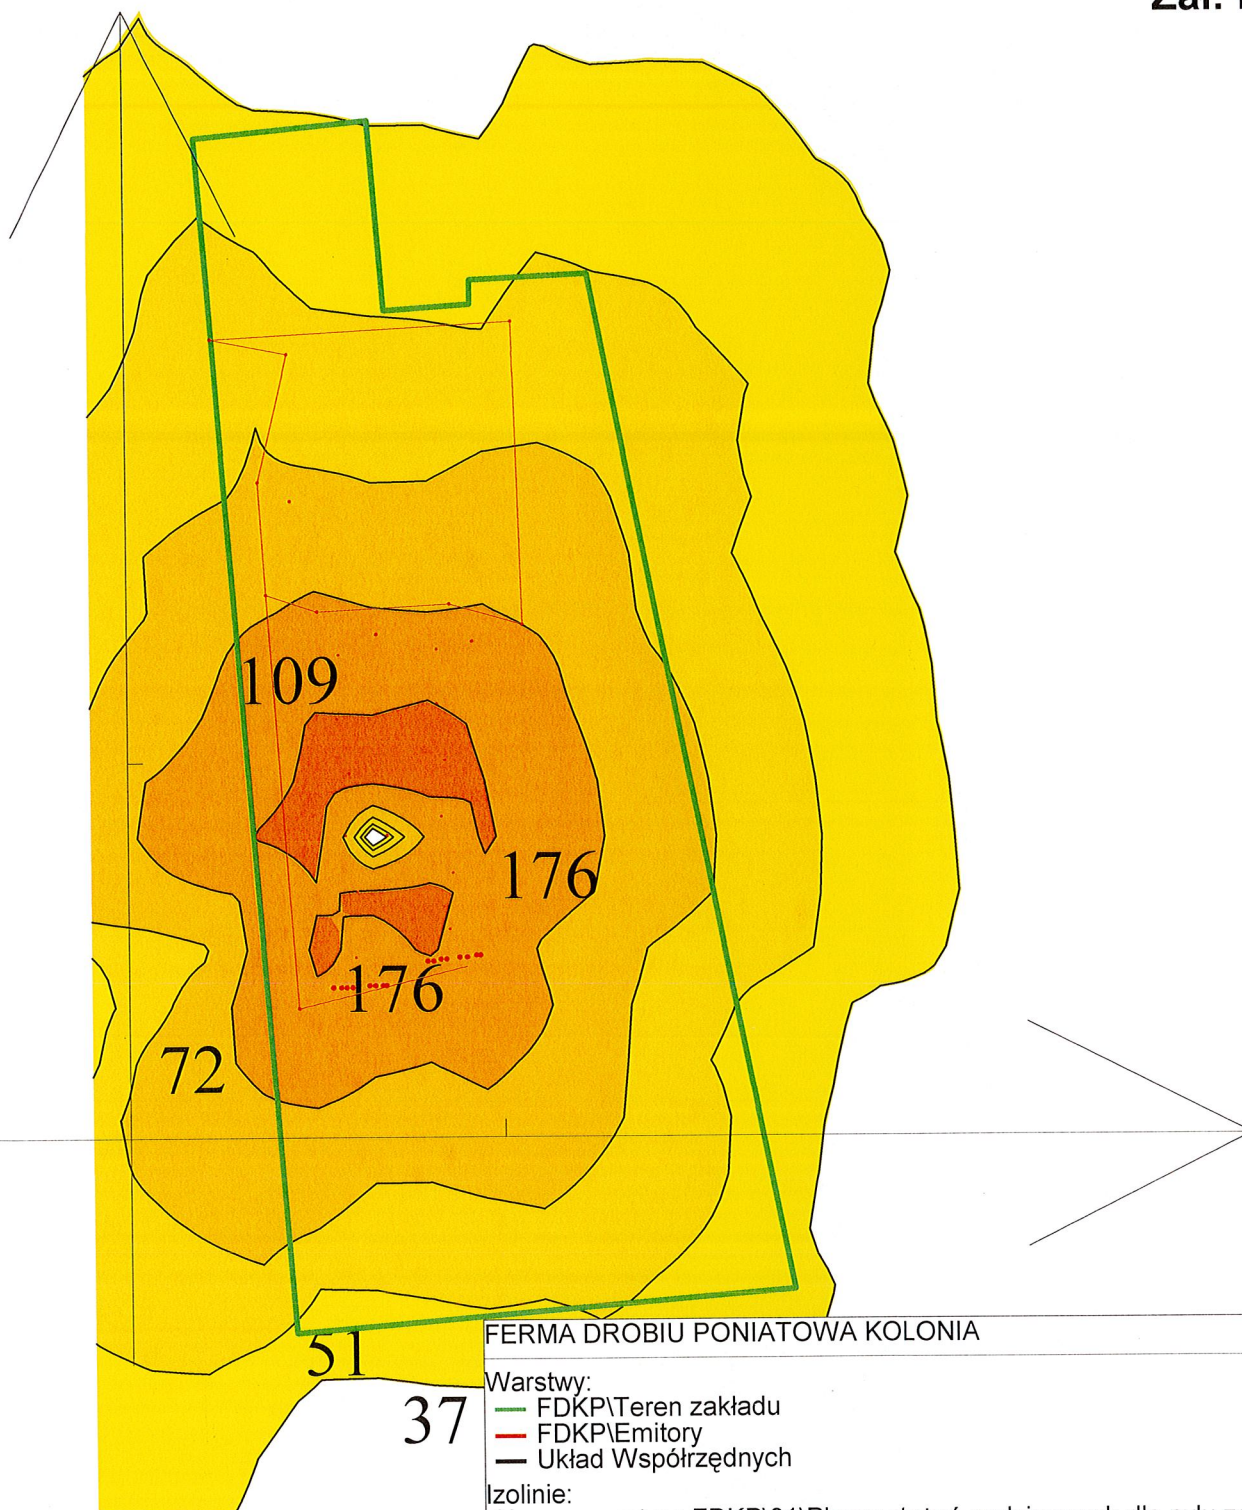 Zał.
109
176
176
72
51
37
FERMA DROBIU PONIATOWA KOLONIA
Warstwy:
FDKP\Teren zakładu
FDKP\Emitory
Układ Współrzędnych
Izolinie: